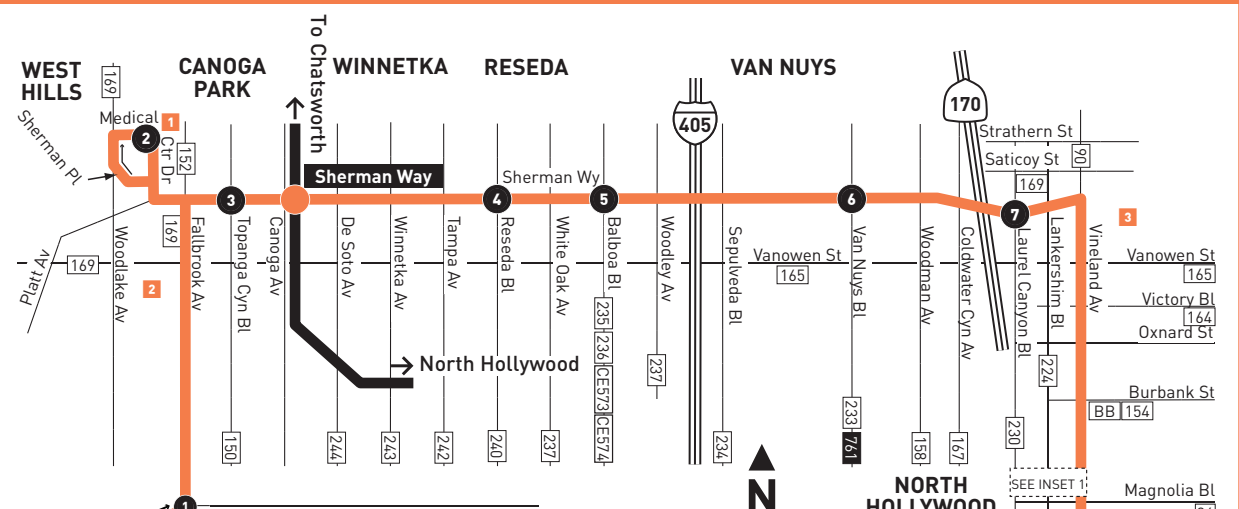 To Chatsworth
WEST
HILLS
CANOGA
PARK
WINNETKA
RESEDA
VAN NUYS
169
405
170
Medical
Ctr Dr
1
2
Sherman Pl
152
Strathern St
Saticoy St
90
169
Sherman Way
Sherman Wy
3
4
5
6
7
3
169
Platt Av
169
Woodlake Av
2
Fallbrook Av
Topanga Cyn Bl
Canoga Av
De Soto Av
Winnetka Av
Tampa Av
Reseda Bl
White Oak Av
Balboa Bl
Woodley Av
Sepulveda Bl
Vanowen St
165
Van Nuys Bl
Woodman Av
Coldwater Cyn Av
Laurel Canyon Bl
Lankershim Bl
Vineland Av
Vanowen St
165
Victory Bl
164
Oxnard St
North Hollywood
235
236
CE573
CE574
237
224
Burbank St
BB
154
150
244
243
242
240
237
234
233
761
158
167
230
N
NORTH
HOLLYWOOD
SEE INSET 1
Magnolia Bl
1